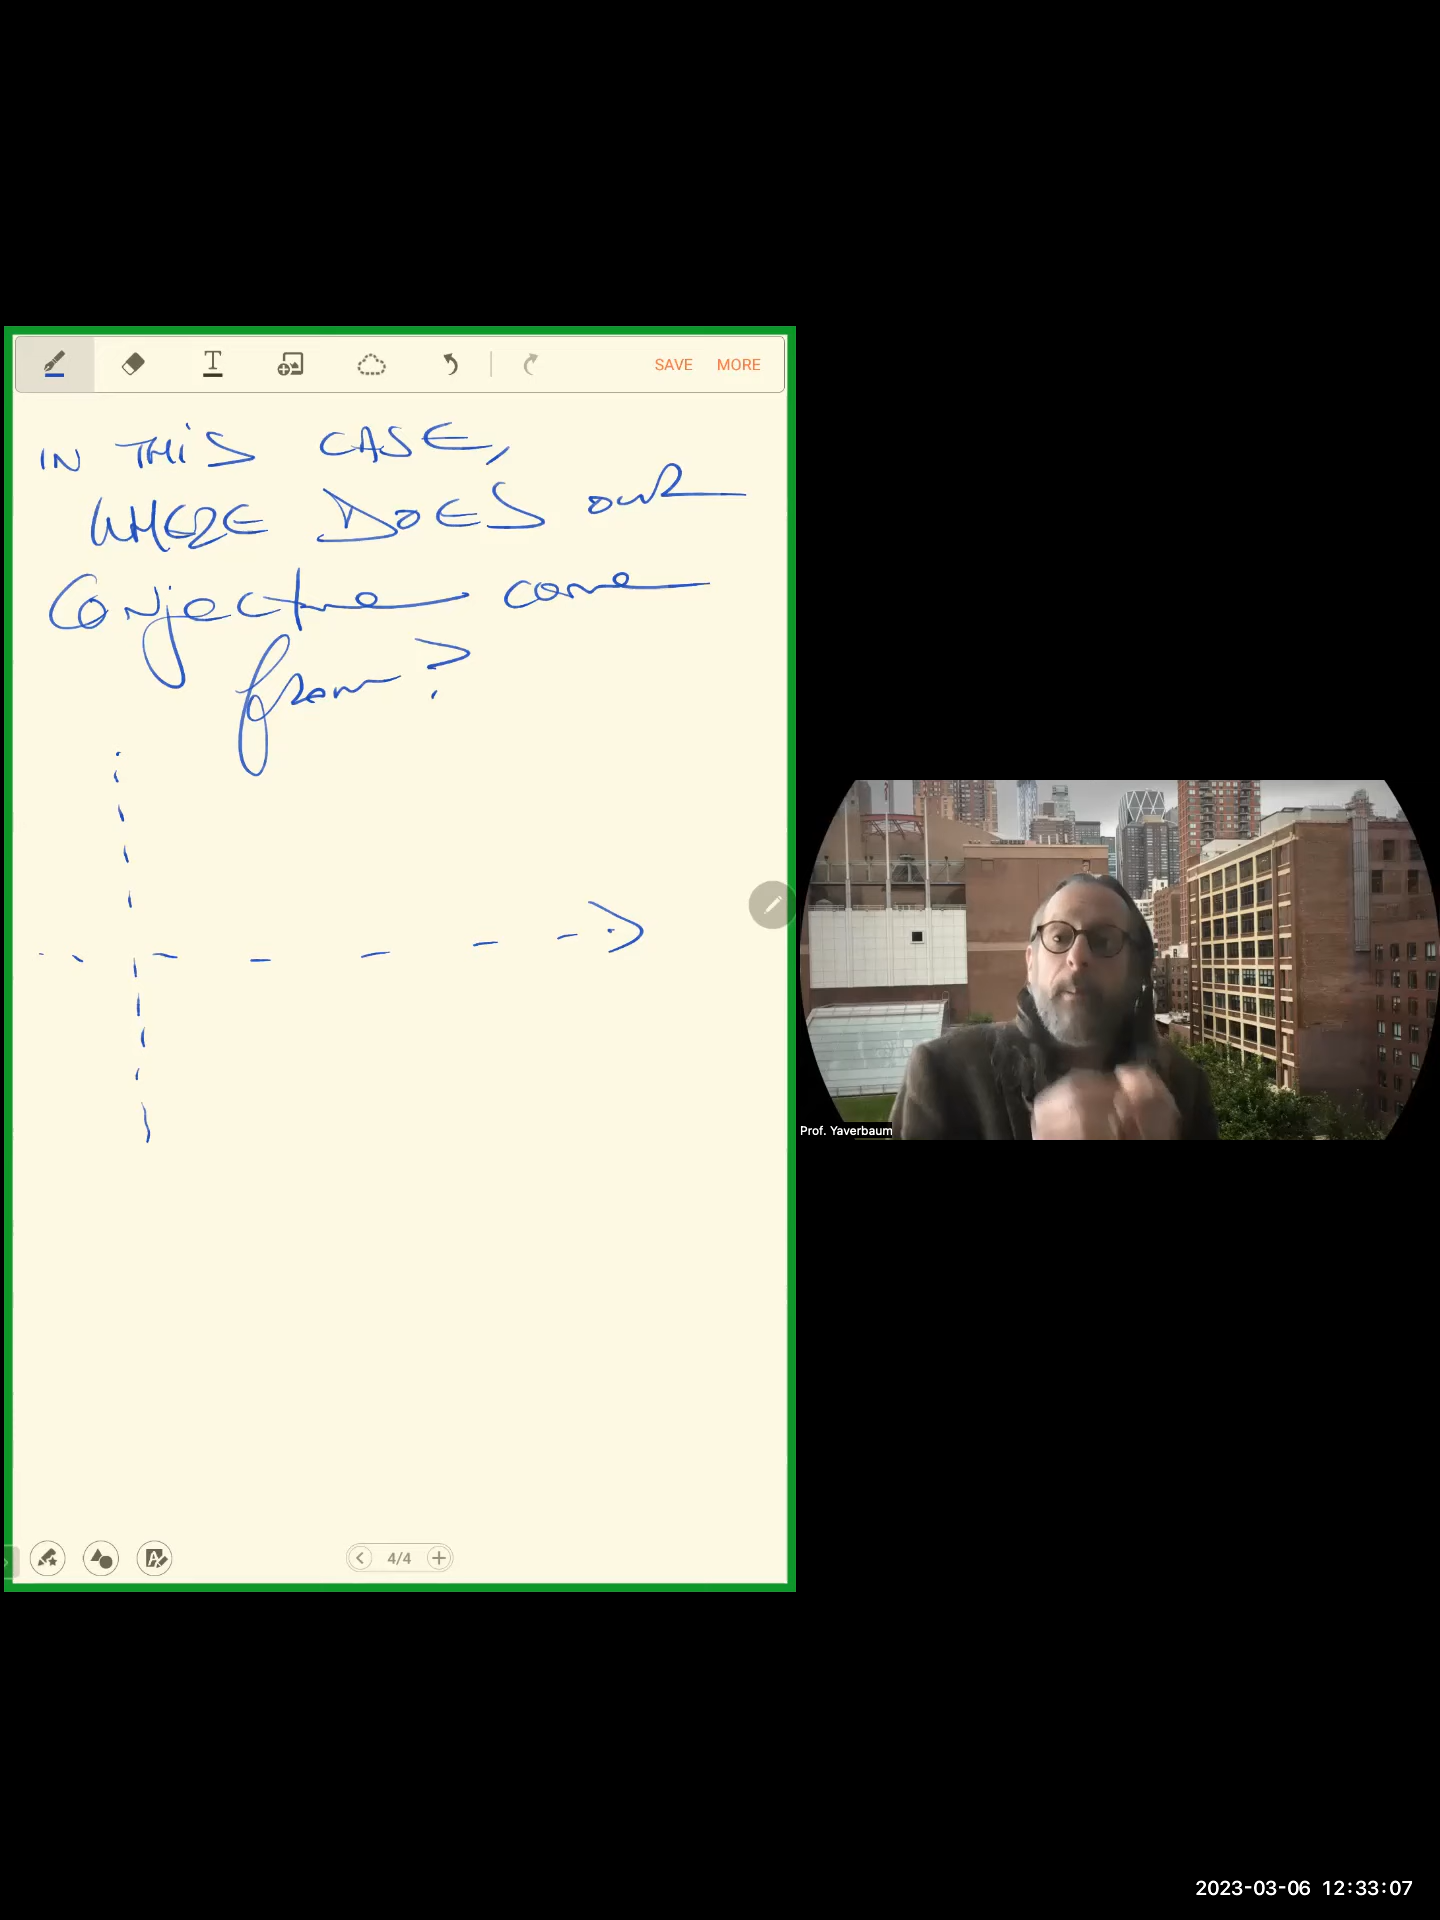 T
SAVE MORE
IN THIS CASE,
WHERE DOES our
Conjecture come
from?
4/4
A
Prof. Yaverbaum
2023-03-06 12:33:07